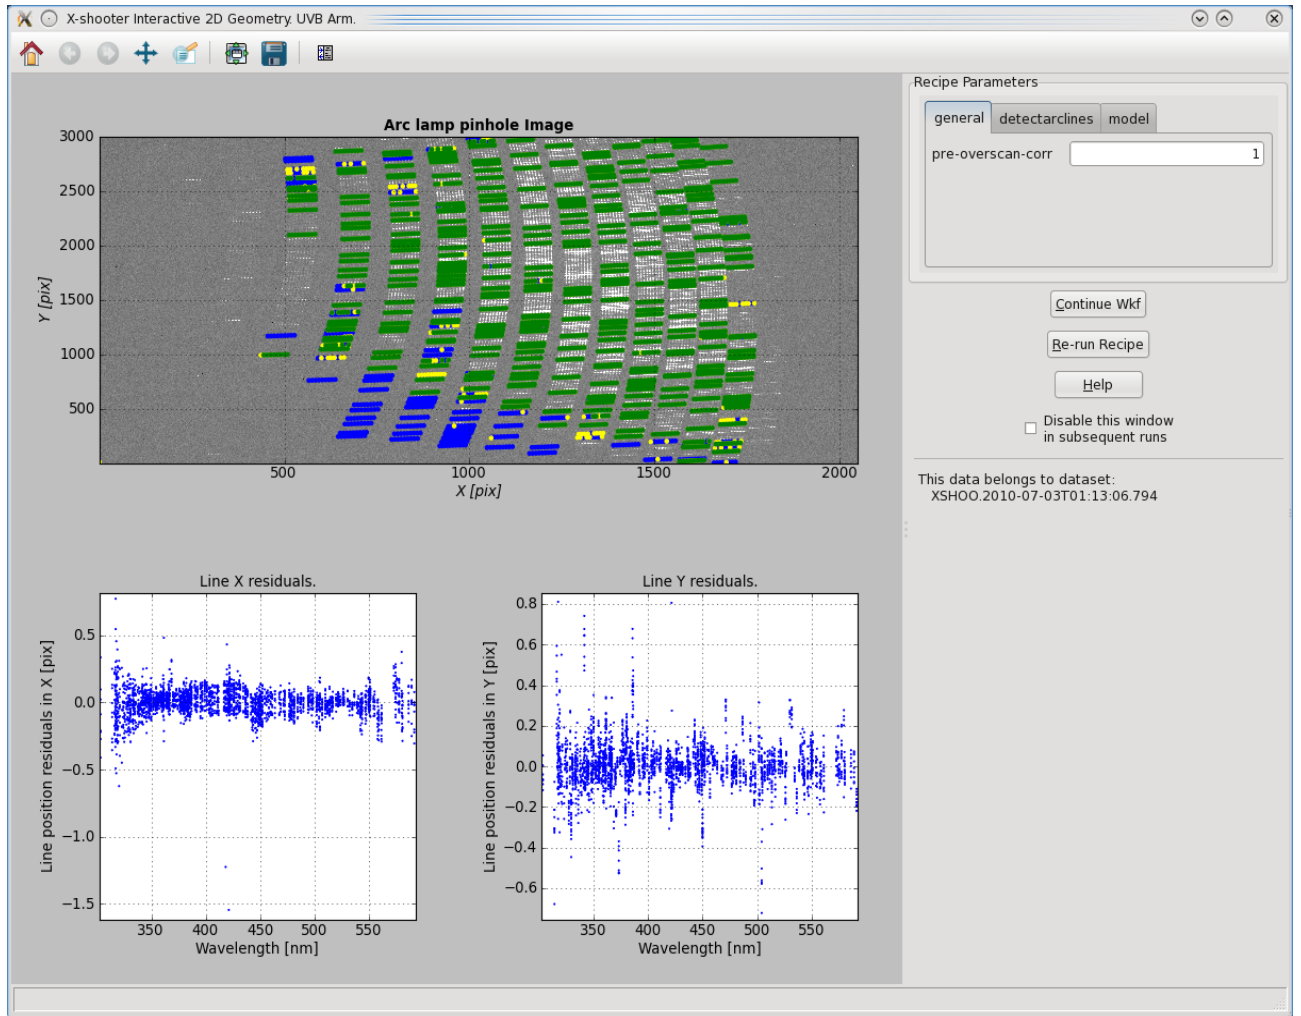 X-shooter Interactive 2D Geometry. UVB Arm.
Arc lamp pinhole Image
3000
2500
2000
1500
1000
500
Y [pix]
500
1000
1500
2000
X [pix]
Line X residuals.
0.5
0.0
−0.5
−1.0
−1.5
Line position residuals in X [pix]
350
400
450
500
550
Wavelength [nm]
Line Y residuals.
0.8
0.6
0.4
0.2
0.0
−0.2
−0.4
−0.6
Line position residuals in Y [pix]
350
400
450
500
550
Wavelength [nm]
Recipe Parameters
general
detectarclines
model
pre-overscan-corr
1
Continue Wkf
Re-run Recipe
Help
Disable this window
in subsequent runs
This data belongs to dataset:
XSHOO.2010-07-03T01:13:06.794